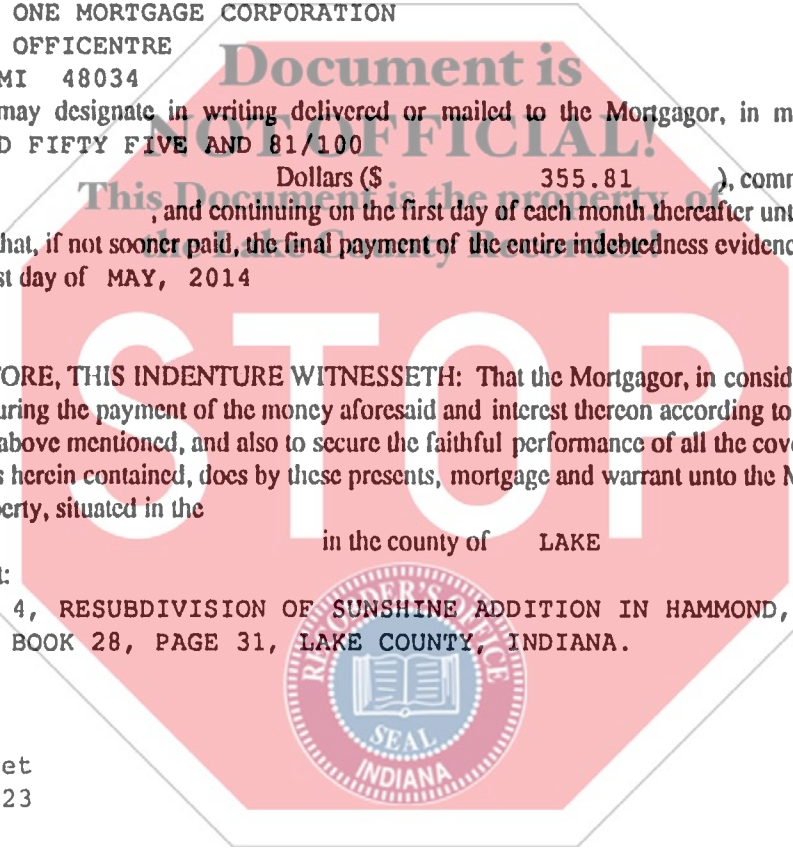 ONE MORTGAGE CORPORATION
OFFICENTRE
MI 48034
Document is
may designate in writing delivered or mailed to the Mortgagor, in m
NOT OFFICIAL!
D FIFTY FIVE AND 81/100
Dollars ($ 355.81 ), comm
This Document is the property of
, and continuing on the first day of each month thereafter unt
the Lake County Recorder!
hat, if not sooner paid, the final payment of the entire indebtedness evidenc
st day of MAY, 2014
STOP
FORE, THIS INDENTURE WITNESSETH: That the Mortgagor, in consid
uring the payment of the money aforesaid and interest thereon according to
above mentioned, and also to secure the faithful performance of all the cov
s herein contained, does by these presents, mortgage and warrant unto the M
perty, situated in the
in the county of LAKE
t:
4, RESUBDIVISION OF SUNSHINE ADDITION IN HAMMOND,
BOOK 28, PAGE 31, LAKE COUNTY, INDIANA.
RECORDER'S OFFICE
SEAL
INDIANA
et
23